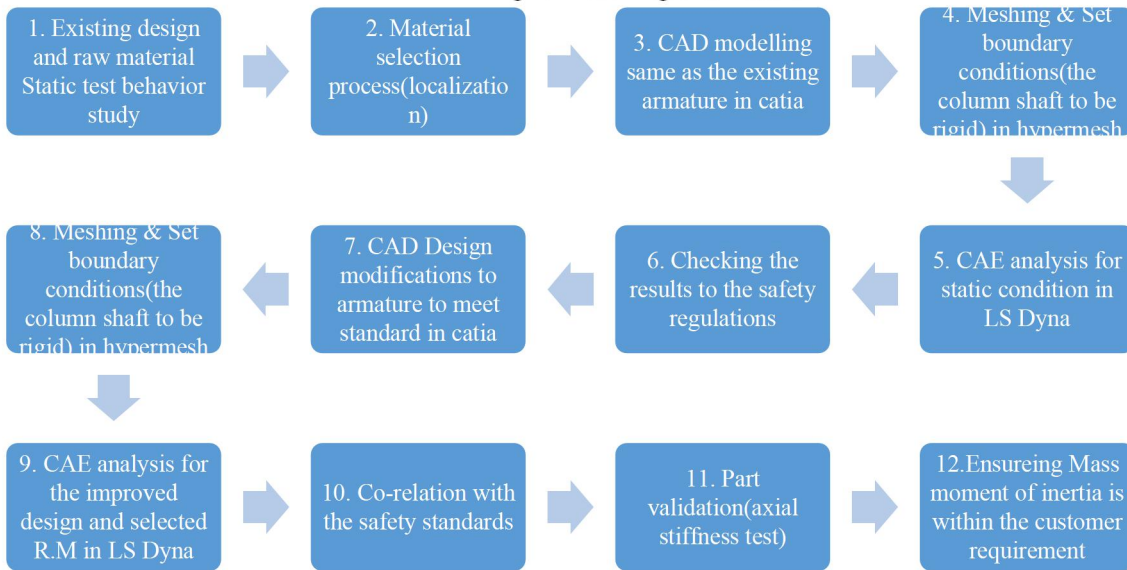 1. Existing design
and raw material
Static test behavior
study
2. Material
selection
process(localizatio
n)
3. CAD modelling
same as the existing
armature in catia
4. Meshing & Set
boundary
conditions(the
column shaft to be
rigid) in hypermesh
5. CAE analysis for
static condition in
LS Dyna
6. Checking the
results to the safety
regulations
7. CAD Design
modifications to
armature to meet
standard in catia
8. Meshing & Set
boundary
conditions(the
column shaft to be
rigid) in hypermesh
9. CAE analysis for
the improved
design and selected
R.M in LS Dyna
10. Co-relation with
the safety standards
11. Part
validation(axial
stiffness test)
12.Ensureing Mass
moment of inertia is
within the customer
requirement